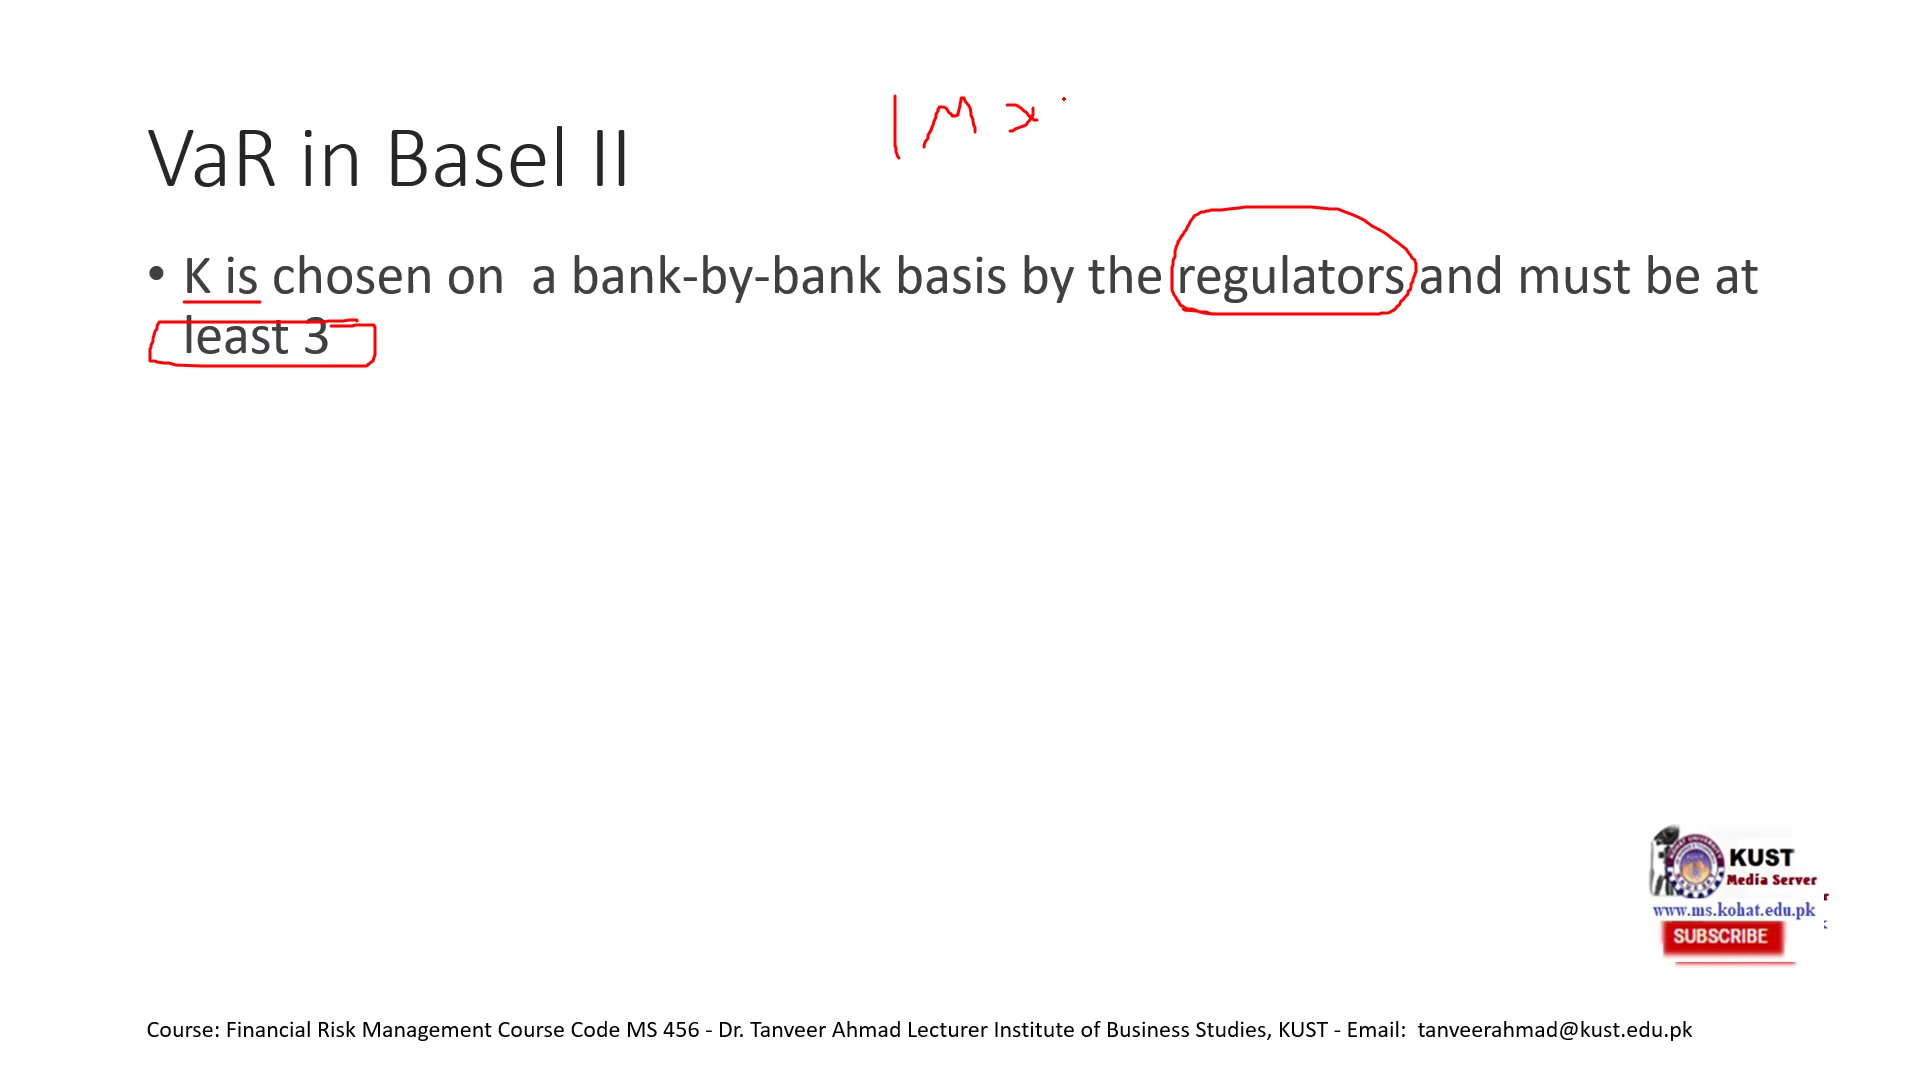 1M ×
VaR in Basel II
• K is chosen on a bank-by-bank basis by the regulators and must be at
least 3
KUST
Media Server
www.ms.kohat.edu.pk
SUBSCRIBE
Course: Financial Risk Management Course Code MS 456 - Dr. Tanveer Ahmad Lecturer Institute of Business Studies, KUST - Email: tanveerahmad@kust.edu.pk